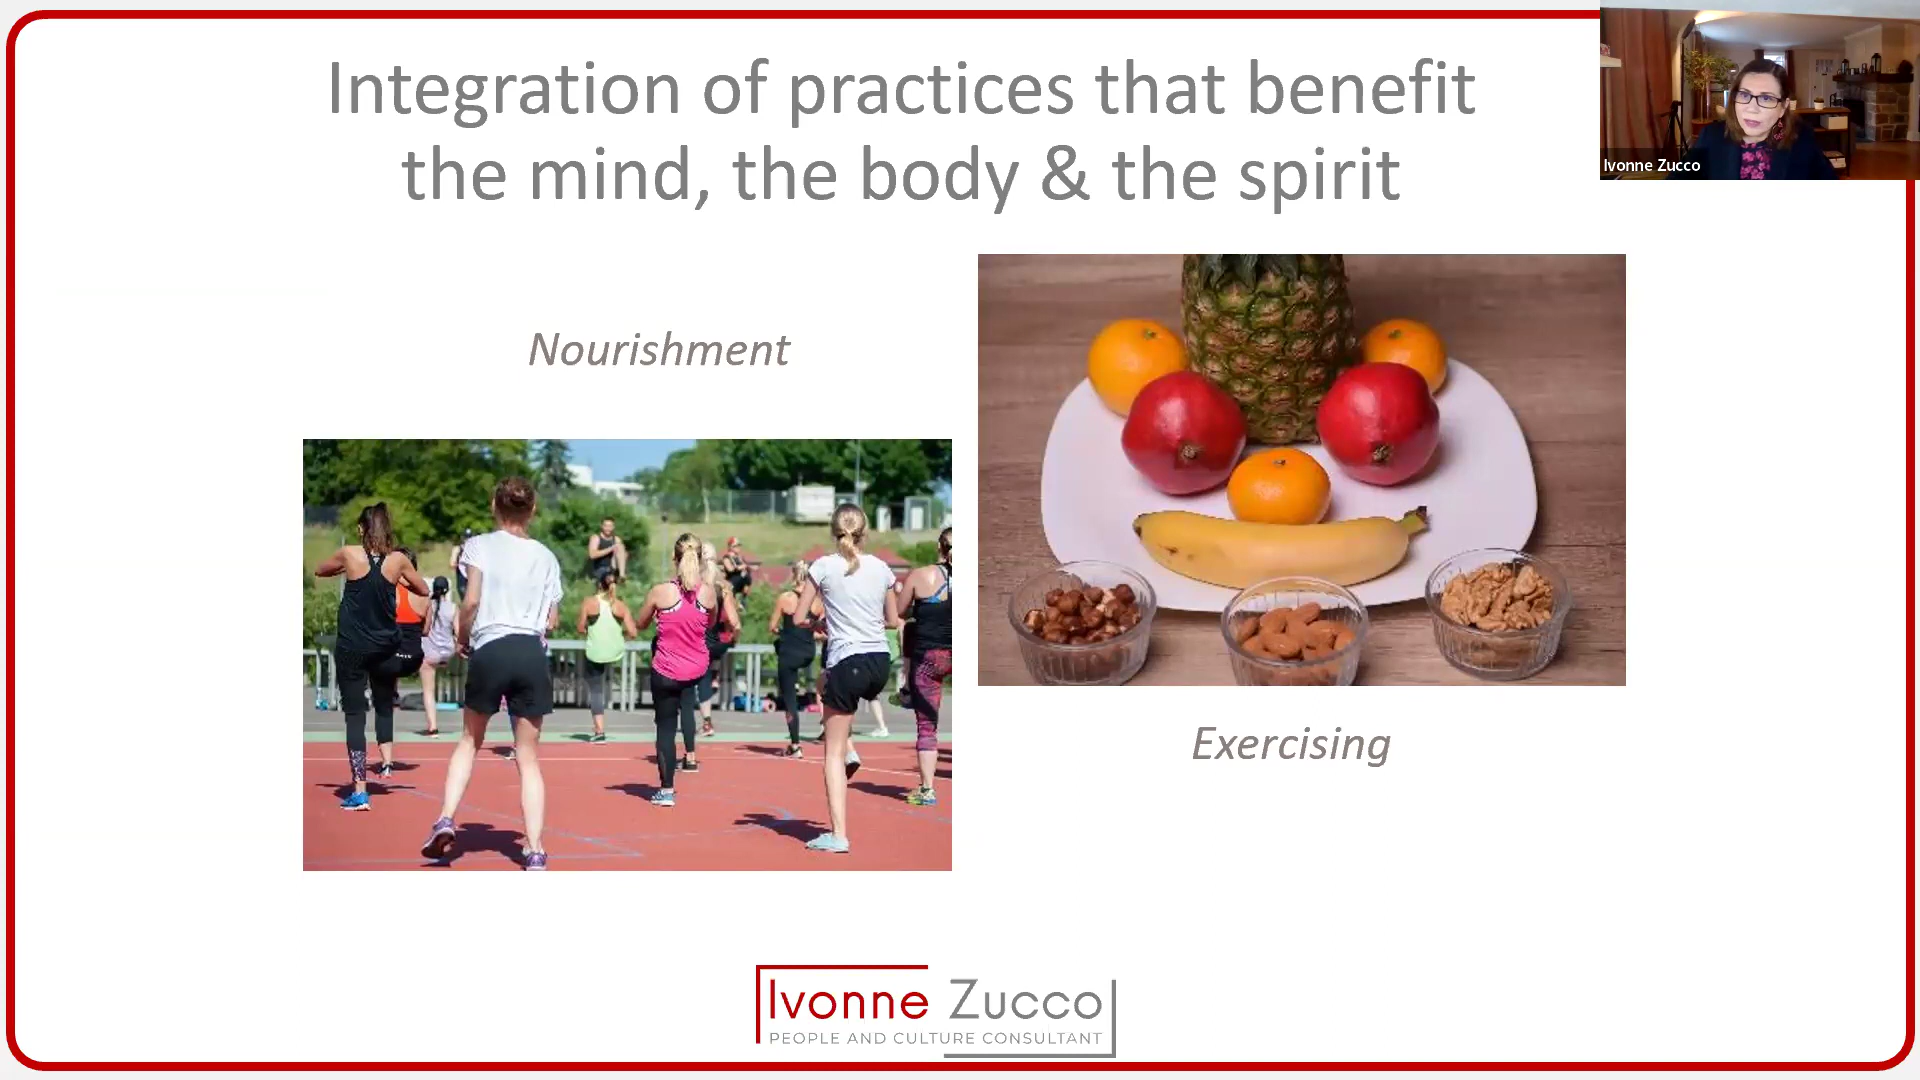 Integration of practices that benefit
the mind, the body & the spirit
Ivonne Zucco
Nourishment
Exercising
Ivonne Zucco
PEOPLE AND CULTURE CONSULTANT